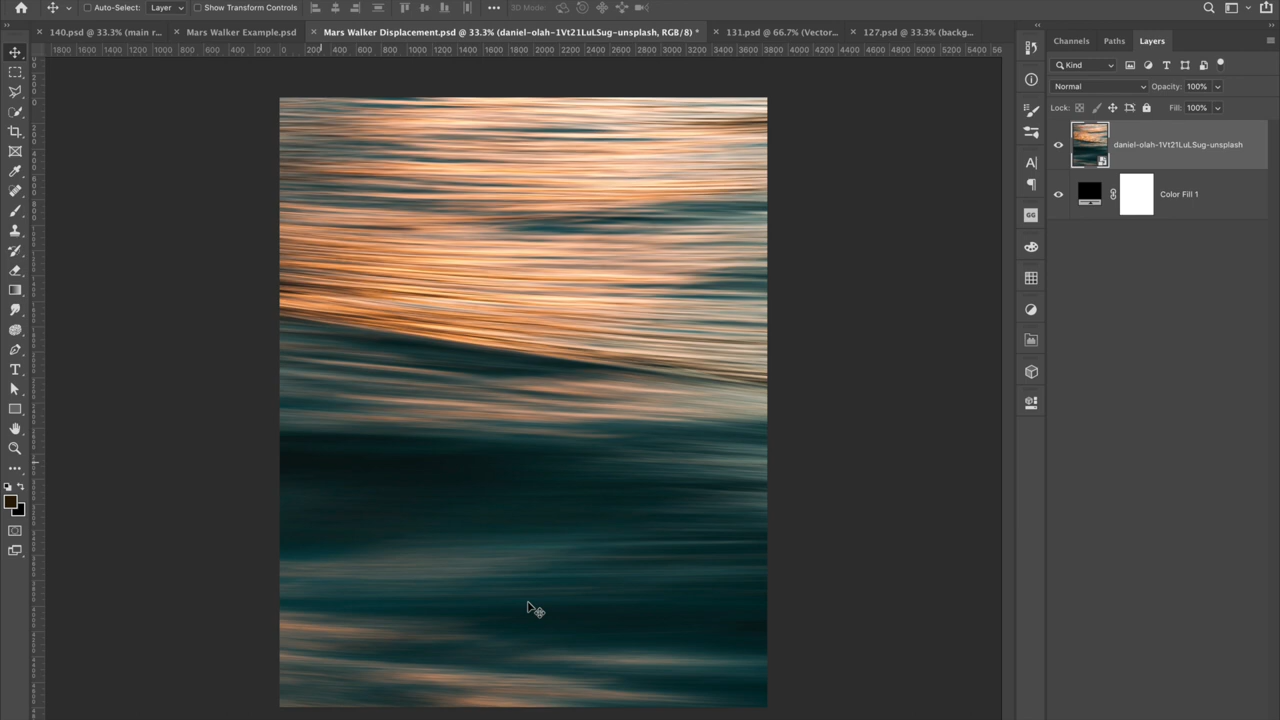 Auto-Select: Layer Show Transform Controls 3D Mode:
140.psd @ 33.3% (main r... Mars Walker Example.psd Mars Walker Displacement.psd @ 33.3% (daniel-olah-1Vt21LuLSug-unsplash, RGB/8) * 131.psd @ 66.7% (Vector... 127.psd @ 33.3% (backg...
1800 1600 1400 1200 1000 800 600 400 200 0 200 400 600 800 1000 1200 1400 1600 1800 2000 2200 2400 2600 2800 3000 3200 3400 3600 3800 4000 4200 4400 4600 4800 5000 5200 5400
Channels Paths Layers
Kind
Normal Opacity: 100%
Lock: Fill: 100%
daniel-olah-1Vt21LuLSug-unsplash
Color Fill 1
GG